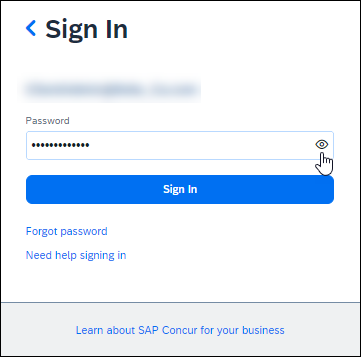 Sign In
Password
•••••••••••••
Sign In
Forgot password
Need help signing in
Learn about SAP Concur for your business